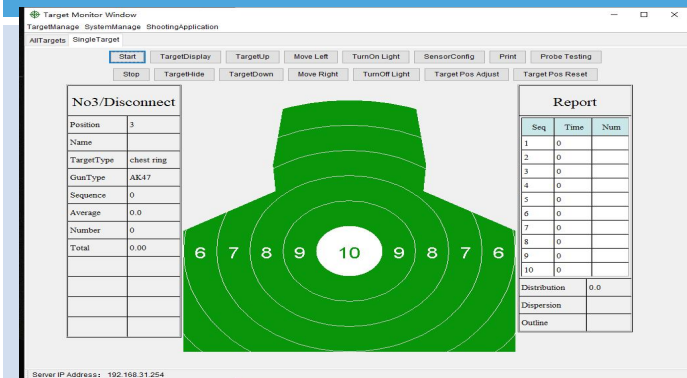 Target Monitor Window
TargetManage SystemManage ShootingApplication
AllTargets SingleTarget
Start TargetDisplay TargetUp Move Left TurnOn Light SensorConfig Print Probe Testing
Stop TargetHide TargetDown Move Right TurnOff Light Target Pos Adjust Target Pos Reset
No3/Disconnect
Position 3
Name
TargetType chest ring
GunType AK47
Sequence 0
Average 0.0
Number 0
Total 0.00
6 7 8 9 10 9 8 7 6
Report
Seq Time Num
1 0
2 0
3 0
4 0
5 0
6 0
7 0
8 0
9 0
10 0
Distribution 0.0
Dispersion
Outline
Server IP Address: 192.168.31.254